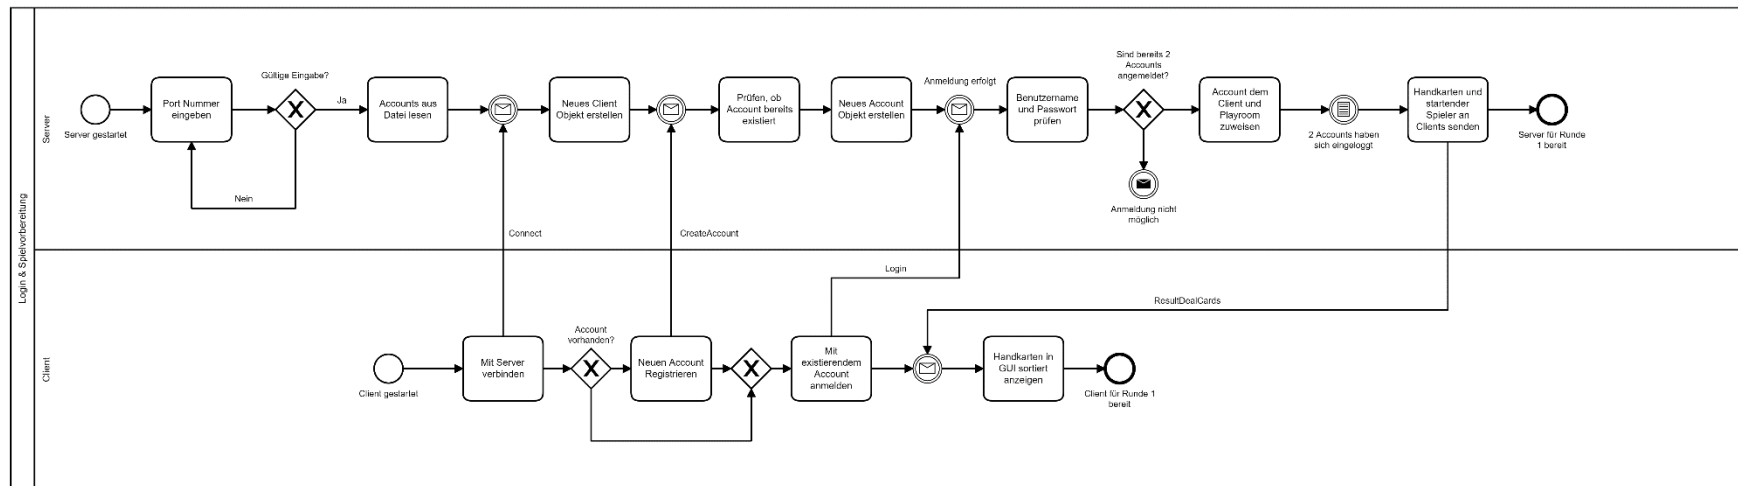 Login & Spielvorbereitung
Server
Server gestartet
Port Nummer
eingeben
Gültige Eingabe?
Ja
Nein
Accounts aus
Datei lesen
Neues Client
Objekt erstellen
Prüfen, ob
Account bereits
existiert
Neues Account
Objekt erstellen
Anmeldung erfolgt
Benutzername
und Passwort
prüfen
Sind bereits 2
Accounts
angemeldet?
Anmeldung nicht
möglich
Account dem
Client und
Playroom
zuweisen
2 Accounts haben
sich eingeloggt
Handkarten und
startender
Spieler an
Clients senden
Server für Runde
1 bereit
Connect
CreateAccount
Login
ResultDealCards
Client
Client gestartet
Mit Server
verbinden
Account
vorhanden?
Neuen Account
Registrieren
Mit
existierendem
Account
anmelden
Handkarten in
GUI sortiert
anzeigen
Client für Runde 1
bereit